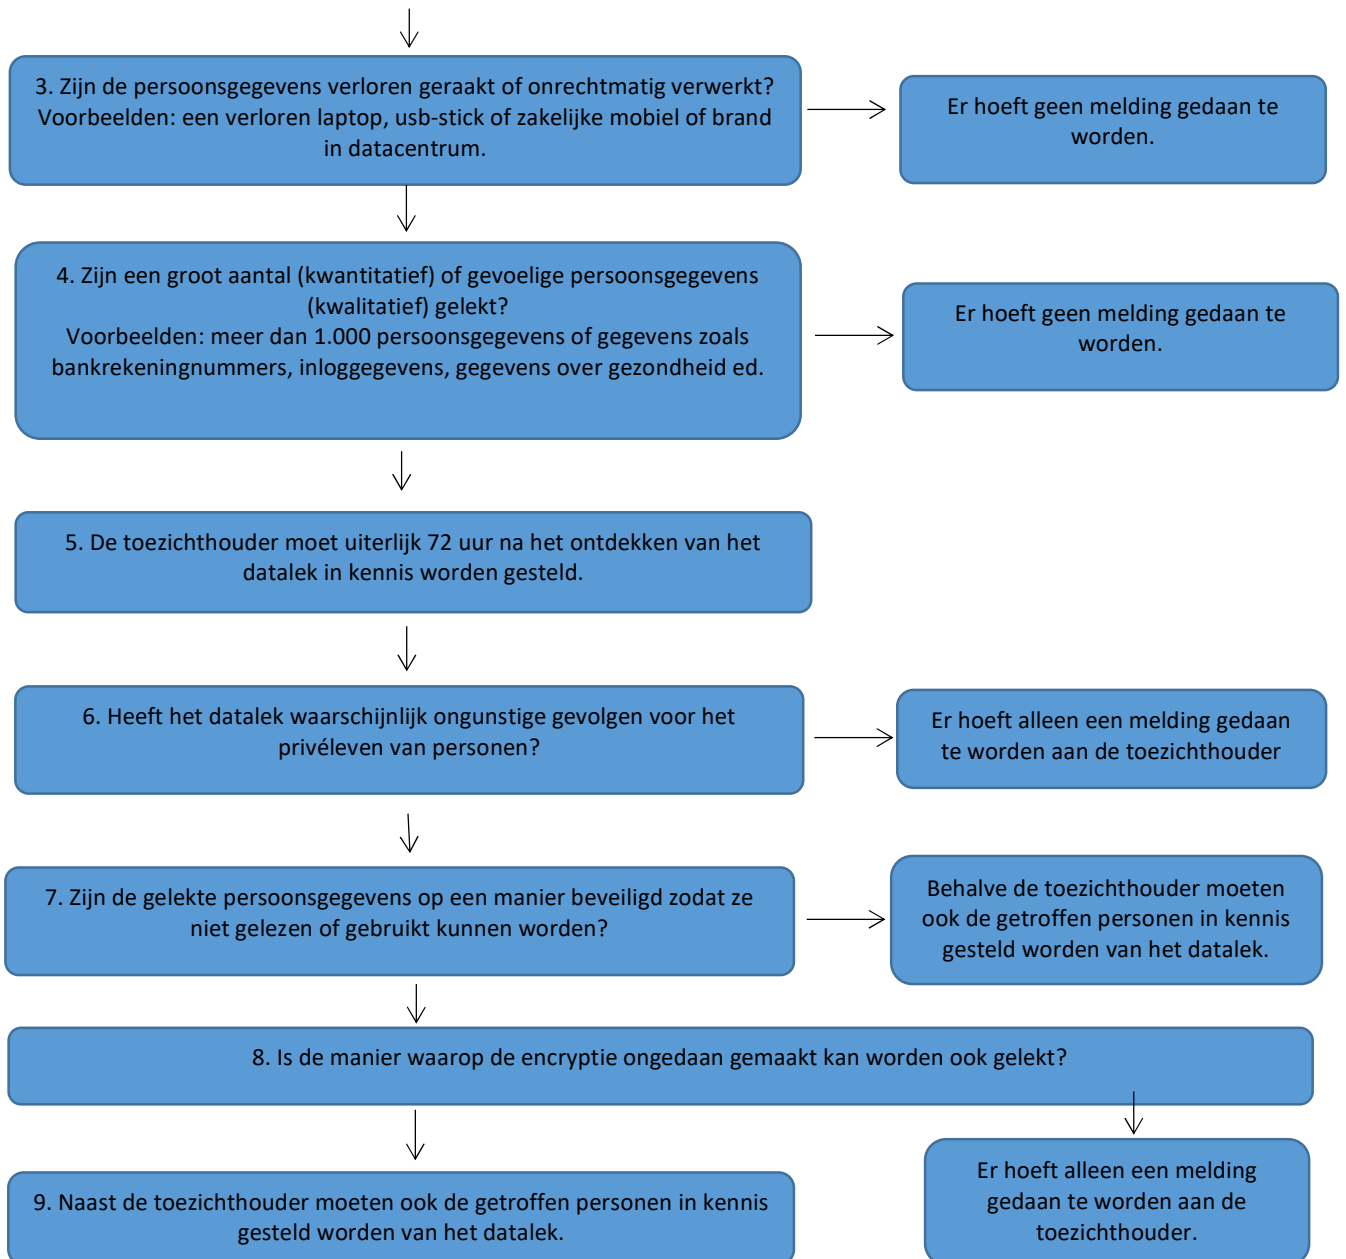 3. Zijn de persoonsgegevens verloren geraakt of onrechtmatig verwerkt?
Voorbeelden: een verloren laptop, usb-stick of zakelijke mobiel of brand
in datacentrum.
Er hoeft geen melding gedaan te
worden.
4. Zijn een groot aantal (kwantitatief) of gevoelige persoonsgegevens
(kwalitatief) gelekt?
Voorbeelden: meer dan 1.000 persoonsgegevens of gegevens zoals
bankrekeningnummers, inloggegevens, gegevens over gezondheid ed.
Er hoeft geen melding gedaan te
worden.
5. De toezichthouder moet uiterlijk 72 uur na het ontdekken van het
datalek in kennis worden gesteld.
6. Heeft het datalek waarschijnlijk ongunstige gevolgen voor het
privéleven van personen?
Er hoeft alleen een melding gedaan
te worden aan de toezichthouder
7. Zijn de gelekte persoonsgegevens op een manier beveiligd zodat ze
niet gelezen of gebruikt kunnen worden?
Behalve de toezichthouder moeten
ook de getroffen personen in kennis
gesteld worden van het datalek.
8. Is de manier waarop de encryptie ongedaan gemaakt kan worden ook gelekt?
9. Naast de toezichthouder moeten ook de getroffen personen in kennis
gesteld worden van het datalek.
Er hoeft alleen een melding
gedaan te worden aan de
toezichthouder.